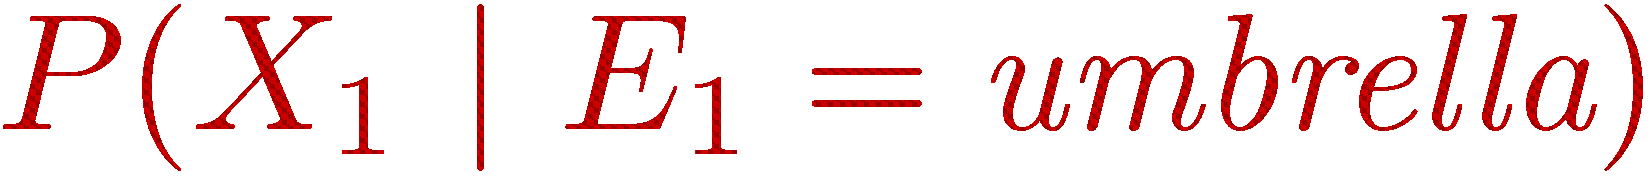 P(X₁ | E₁ = umbrella)